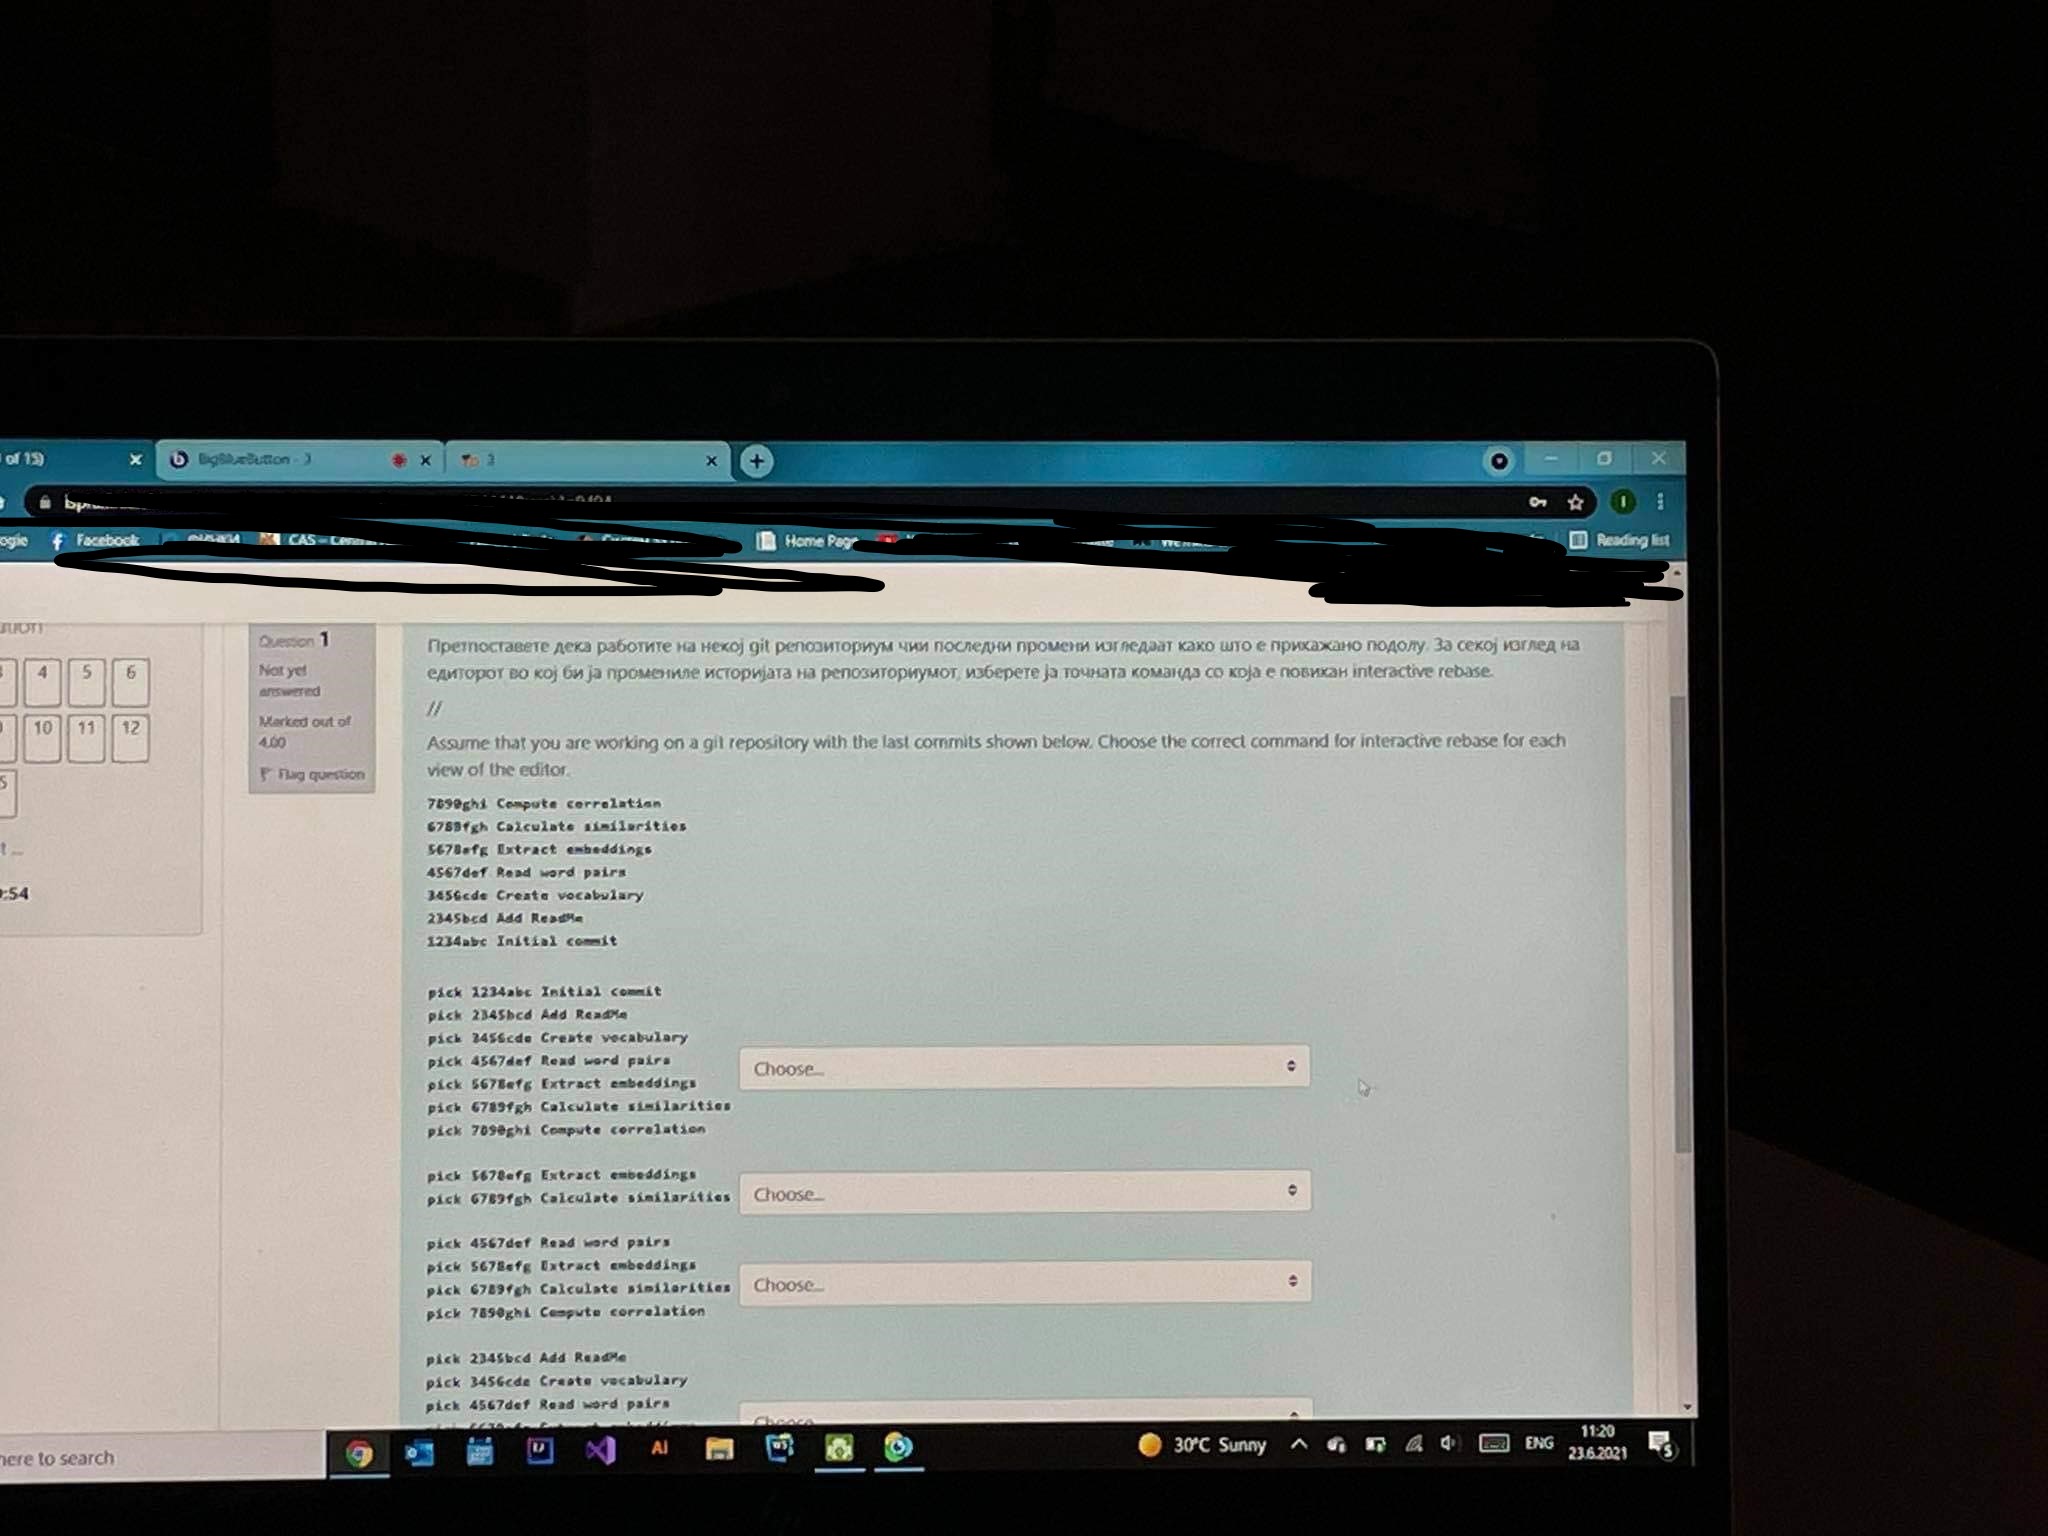 of 15)
BigBlueButton - 3
3
Facebook
CAS – Cent
Home Page
Reading list
4 5 6
10 11 12
:54
Question 1
Not yet
answered
Marked out of
4.00
Flag question
Претпоставете дека работите на некој git репозиториум чии последни промени изгледаат како што е прикажано подолу. За секој изглед на
едиторот во кој би ја промениле историјата на репозиториумот, изберете ја точната команда со која е повикан interactive rebase.
//
Assume that you are working on a git repository with the last commits shown below. Choose the correct command for interactive rebase for each
view of the editor.
7890ghi Compute correlation
6789fgh Calculate similarities
5678efg Extract embeddings
4567def Read word pairs
3456cde Create vocabulary
2345bcd Add ReadMe
1234abc Initial commit
pick 1234abc Initial commit
pick 2345bcd Add ReadMe
pick 3456cde Create vocabulary
pick 4567def Read word pairs
pick 5678efg Extract embeddings
pick 6789fgh Calculate similarities
pick 7890ghi Compute correlation
Choose...
pick 5678efg Extract embeddings
pick 6789fgh Calculate similarities
Choose...
pick 4567def Read word pairs
pick 5678efg Extract embeddings
pick 6789fgh Calculate similarities
pick 7890ghi Compute correlation
Choose...
pick 2345bcd Add ReadMe
pick 3456cde Create vocabulary
pick 4567def Read word pairs
Choose
here to search
30°C Sunny
ENG
11:20
23.6.2021
5